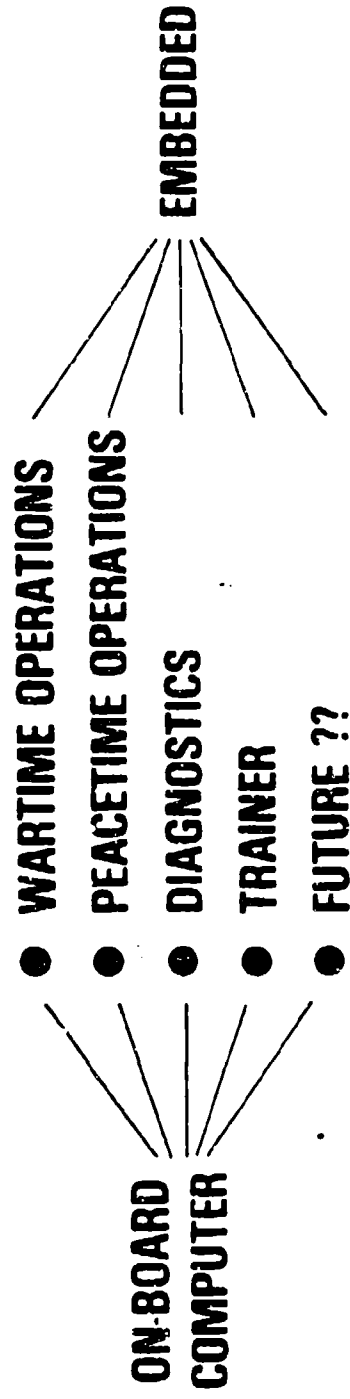 ON-BOARD
COMPUTER
● WARTIME OPERATIONS
● PEACETIME OPERATIONS
● DIAGNOSTICS
● TRAINER
● FUTURE ??
EMBEDDED